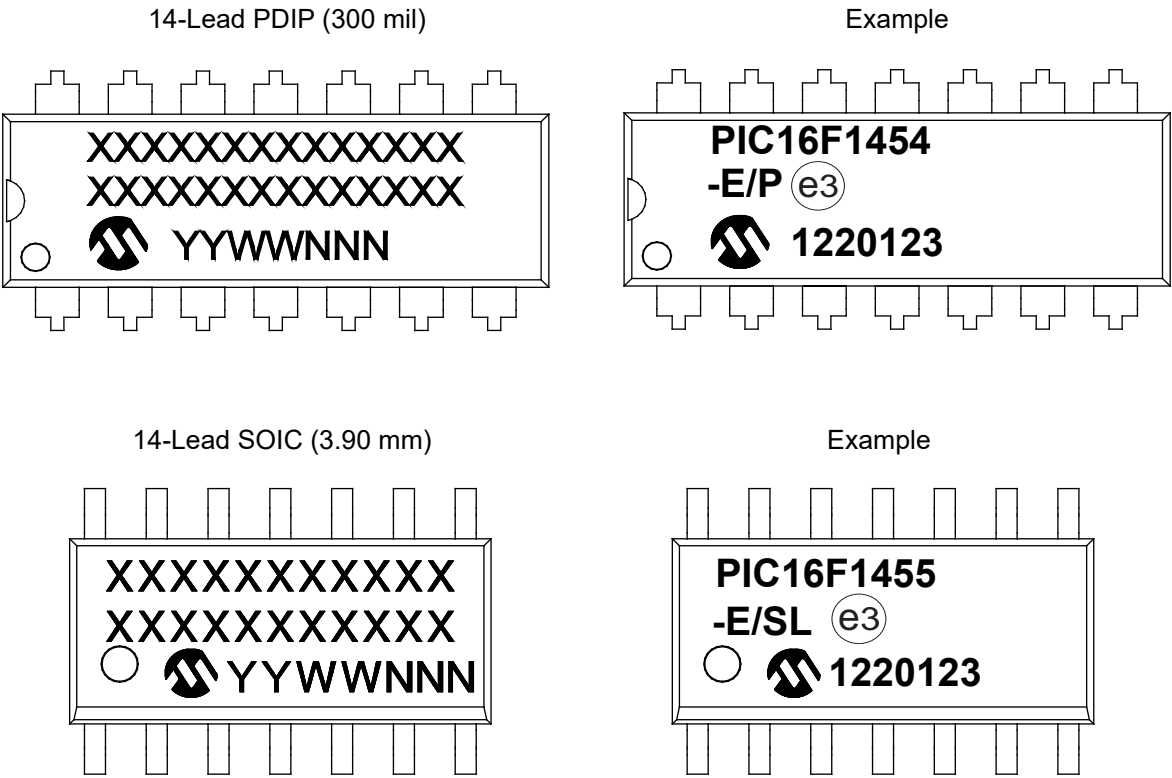 14-Lead PDIP (300 mil)
Example
XXXXXXXXXXXXXX
XXXXXXXXXXXXXX
YYWWNNN
PIC16F1454
-E/P e3
1220123
14-Lead SOIC (3.90 mm)
Example
XXXXXXXXXXX
XXXXXXXXXXX
YYWWNNN
PIC16F1455
-E/SL e3
1220123